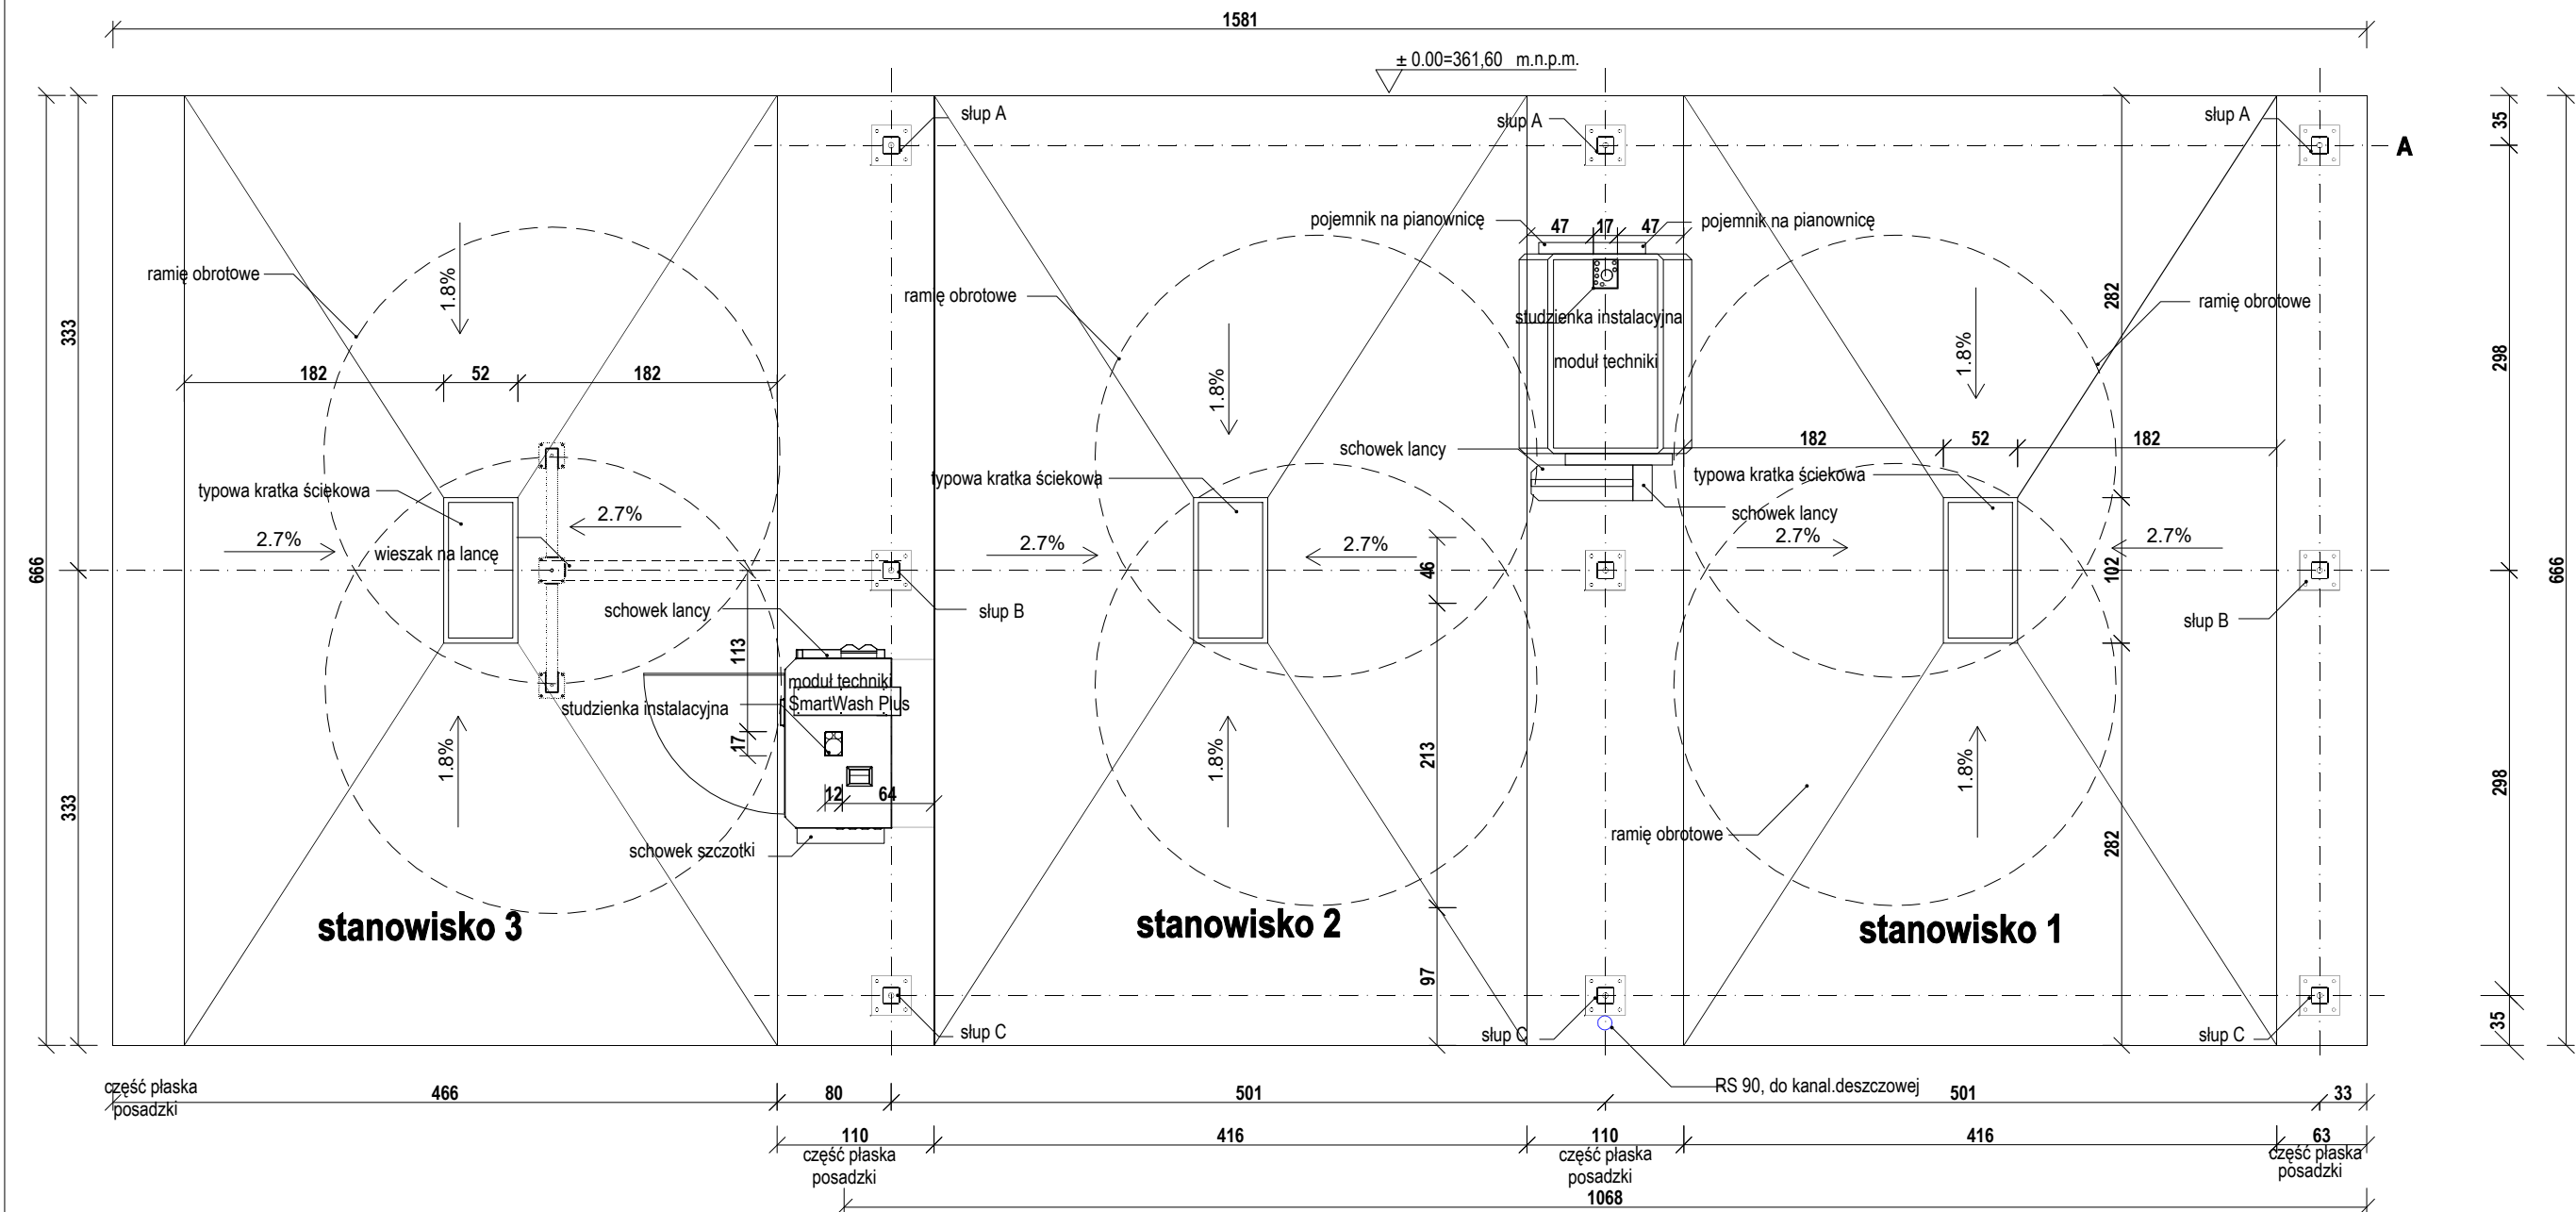 1581
± 0.00=361,60 m.n.p.m.
słup A
słup A
słup A
A
35
pojemnik na pianownicę
47
17
47
pojemnik na pianownicę
ramię obrotowe
1.8%
ramię obrotowe
1.8%
studzienka instalacyjna
moduł techniki
1.8%
282
ramię obrotowe
333
298
182
52
182
182
52
182
schowek lancy
typowa kratka ściekowa
typowa kratka ściekowa
typowa kratka ściekowa
schowek lancy
2.7%
2.7%
wieszak na lancę
2.7%
2.7%
46
2.7%
2.7%
102
666
666
schowek lancy
słup B
słup B
113
moduł techniki
SmartWash Plus
studzienka instalacyjna
17
12
64
1.8%
1.8%
213
1.8%
298
schowek szczotki
ramię obrotowe
282
333
stanowisko 3
stanowisko 2
stanowisko 1
97
słup C
słup C
słup C
35
RS 90, do kanal.deszczowej
część płaska
posadzki
466
80
501
501
33
110
416
110
416
63
część płaska
posadzki
część płaska
posadzki
część płaska
posadzki
1068